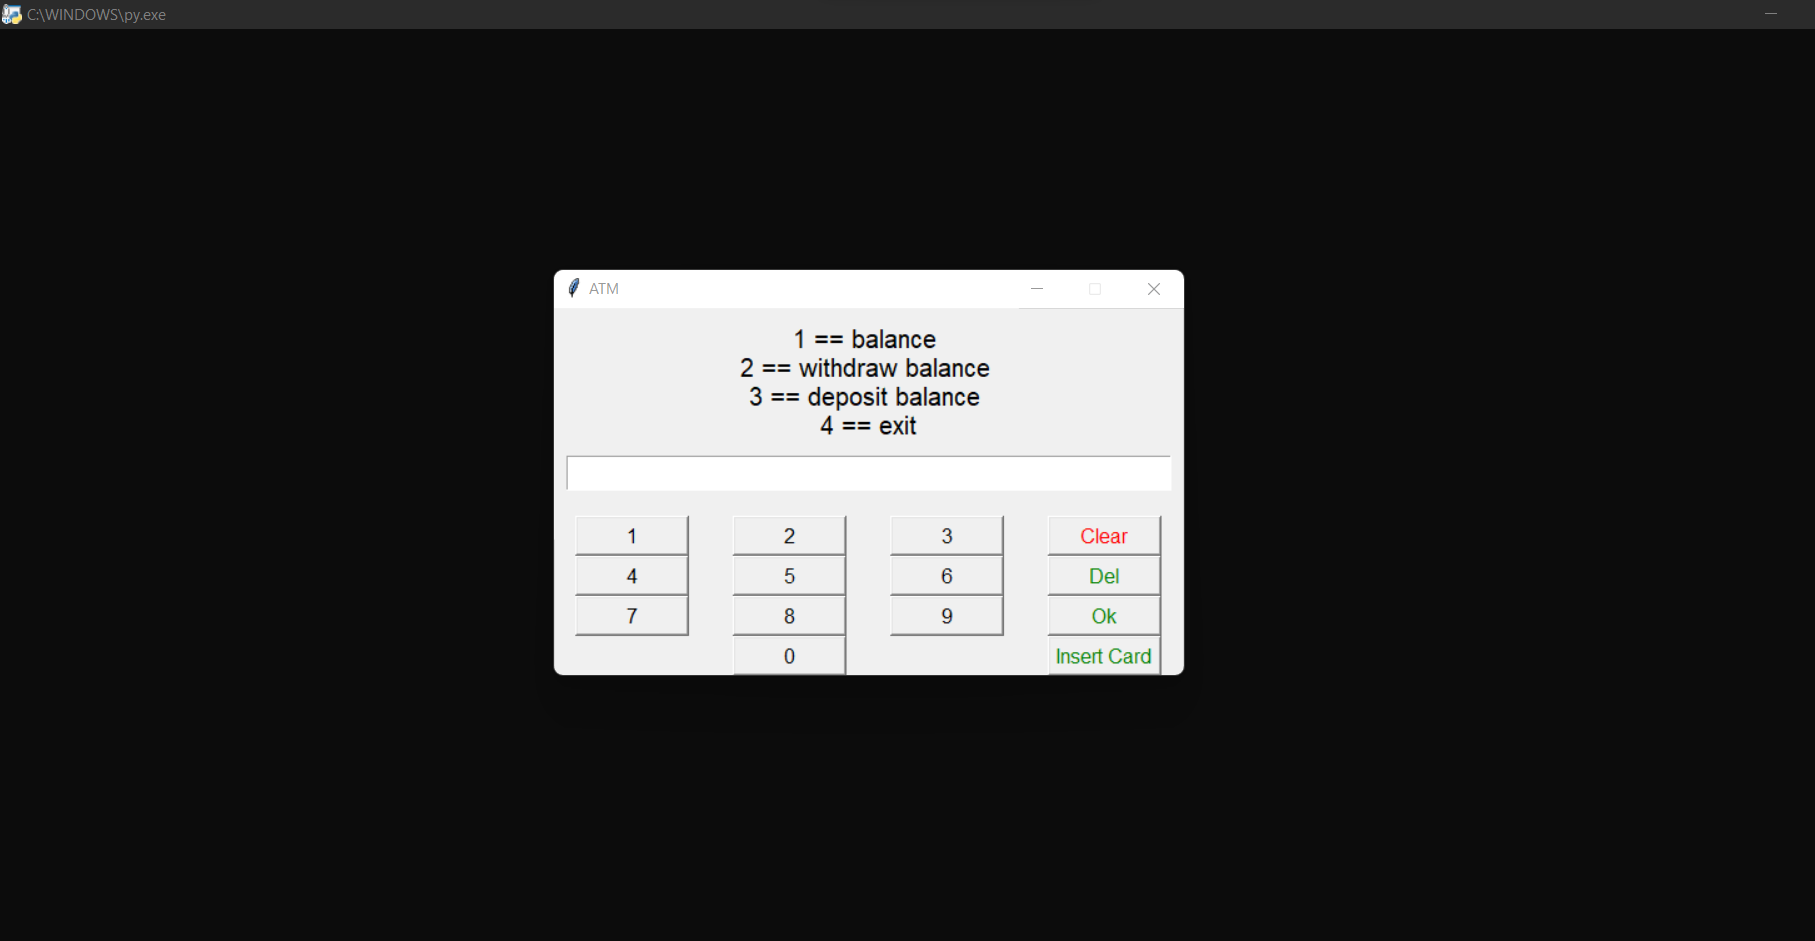 C:\WINDOWS\py.exe
ATM
1 == balance
2 == withdraw balance
3 == deposit balance
4 == exit
1 2 3 Clear
4 5 6 Del
7 8 9 Ok
0 Insert Card